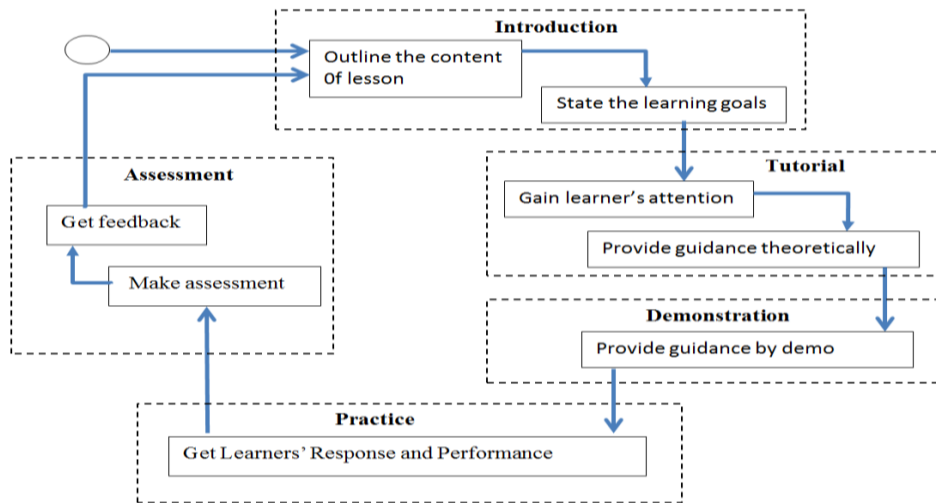 Introduction
Outline the content
0f lesson
State the learning goals
Tutorial
Gain learner's attention
Provide guidance theoretically
Demonstration
Provide guidance by demo
Practice
Get Learners' Response and Performance
Assessment
Get feedback
Make assessment